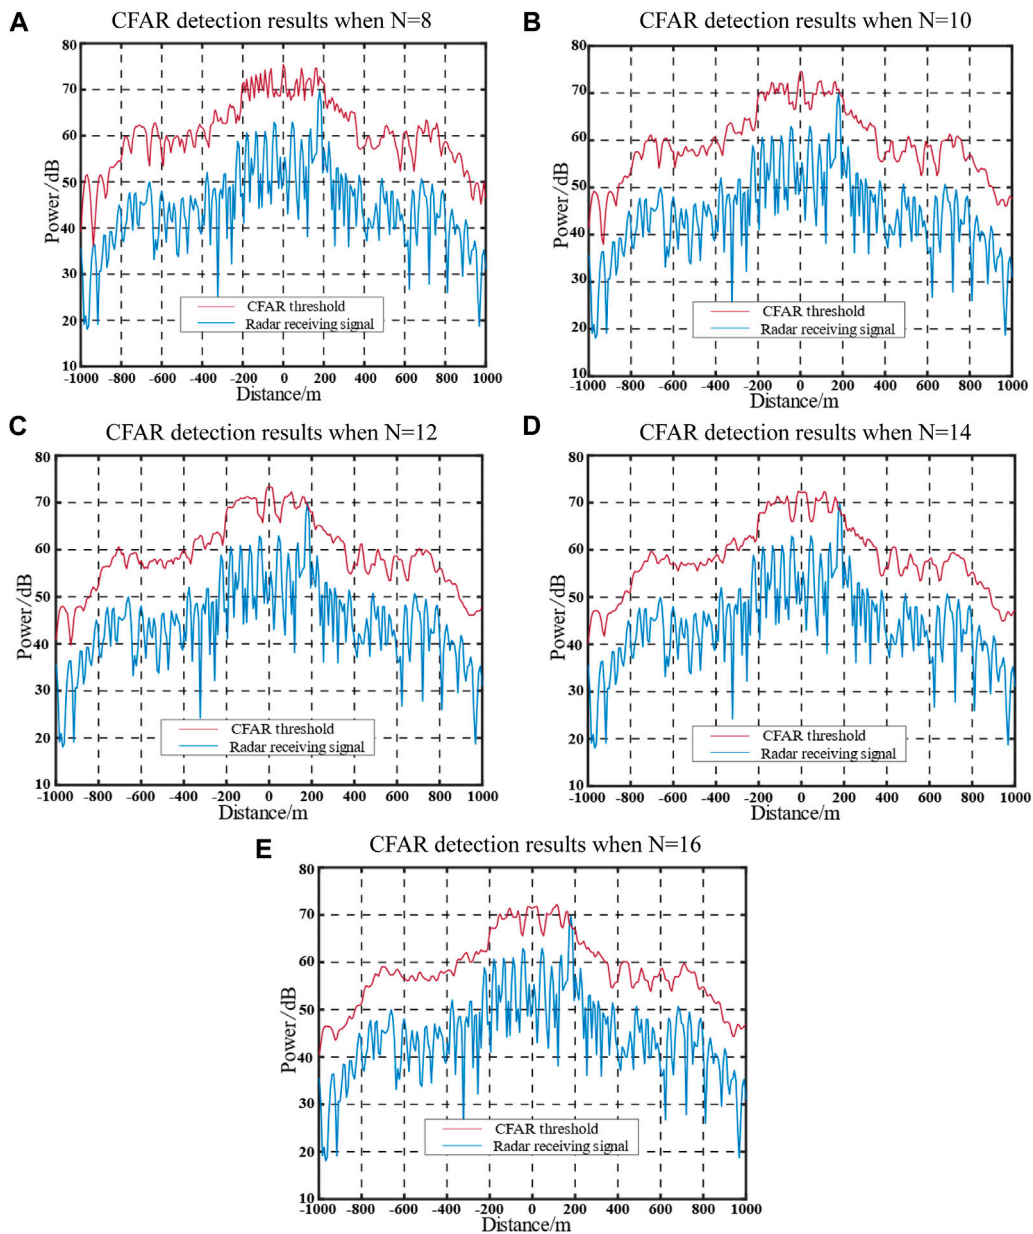 A CFAR detection results when N=8
80
70
60
50
40
30
20
10
Power/dB
CFAR threshold
Radar receiving signal
-1000 -800 -600 -400 -200 0 200 400 600 800 1000
Distance/m
B CFAR detection results when N=10
80
70
60
50
40
30
20
10
Power/dB
CFAR threshold
Radar receiving signal
-1000 -800 -600 -400 -200 0 200 400 600 800 1000
Distance/m
C CFAR detection results when N=12
80
70
60
50
40
30
20
10
Power/dB
CFAR threshold
Radar receiving signal
-1000 -800 -600 -400 -200 0 200 400 600 800 1000
Distance/m
D CFAR detection results when N=14
80
70
60
50
40
30
20
10
Power/dB
CFAR threshold
Radar receiving signal
-1000 -800 -600 -400 -200 0 200 400 600 800 1000
Distance/m
E CFAR detection results when N=16
80
70
60
50
40
30
20
10
Power/dB
CFAR threshold
Radar receiving signal
-1000 -800 -600 -400 -200 0 200 400 600 800 1000
Distance/m